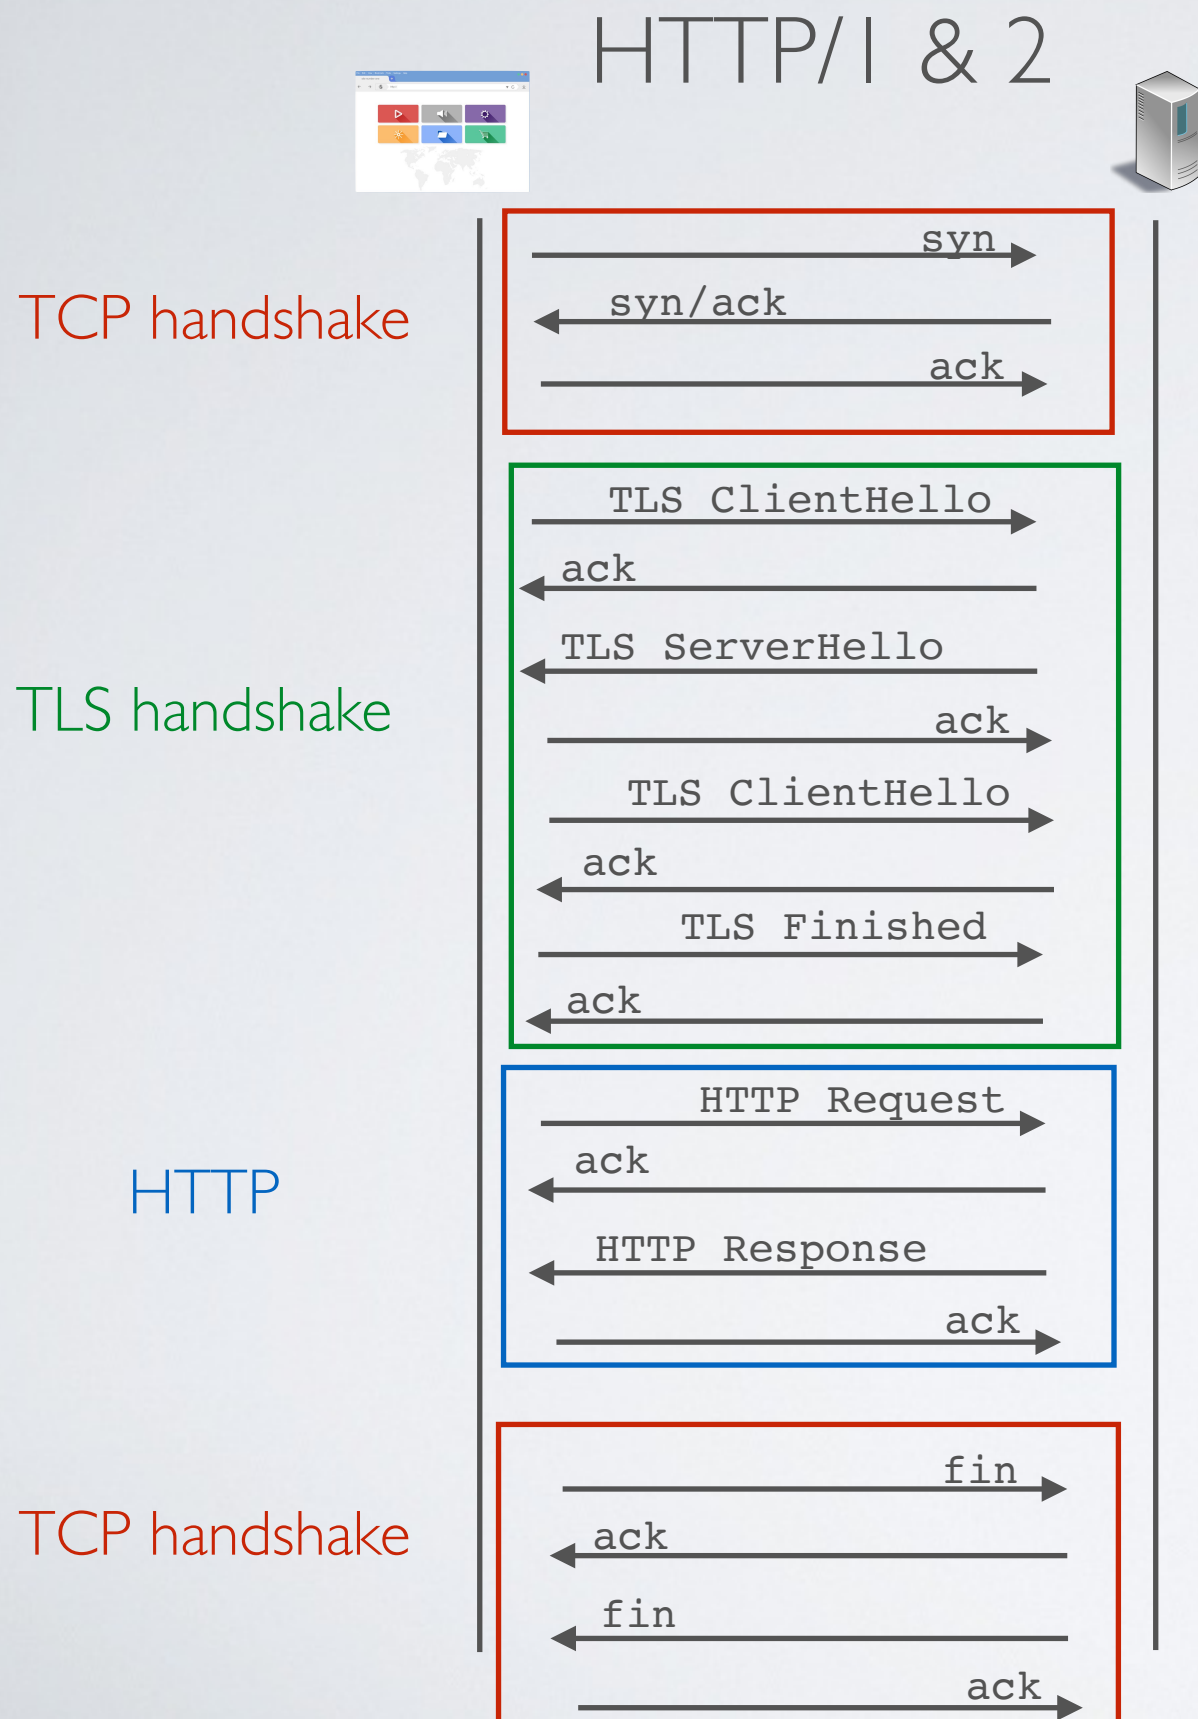 HTTP/1 & 2
syn
TCP handshake
syn/ack
ack
TLS ClientHello
ack
TLS ServerHello
TLS handshake
ack
TLS ClientHello
ack
TLS Finished
ack
HTTP Request
ack
HTTP
HTTP Response
ack
fin
TCP handshake
ack
fin
ack